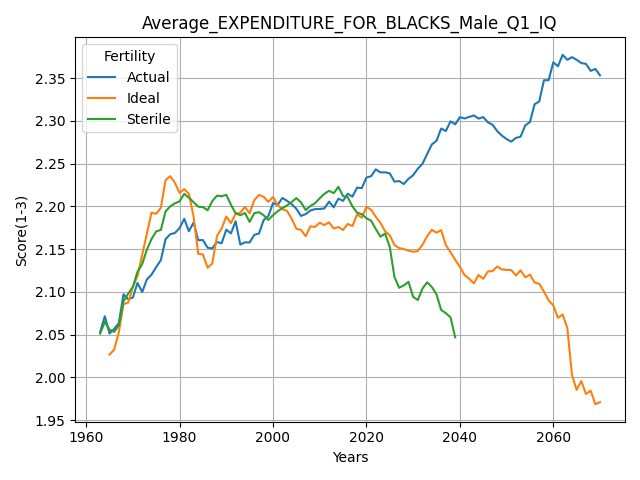 Average_EXPENDITURE_FOR_BLACKS_Male_Q1_IQ
Fertility
Actual
Ideal
Sterile
Score(1-3)
2.35
2.30
2.25
2.20
2.15
2.10
2.05
2.00
1.95
1960 1980 2000 2020 2040 2060
Years